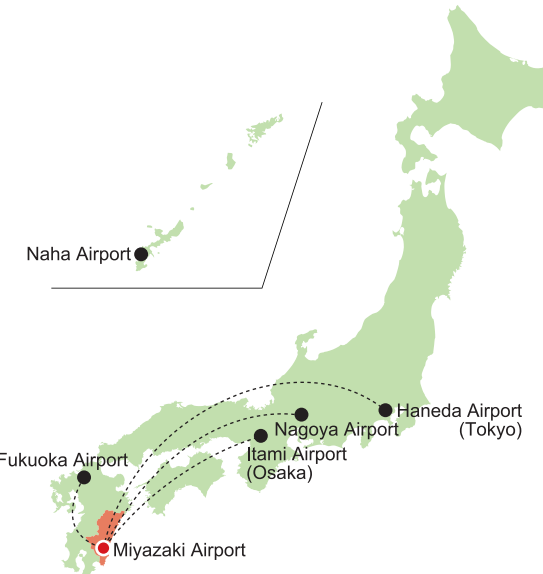 Naha Airport
Haneda Airport
(Tokyo)
Nagoya Airport
Itami Airport
(Osaka)
Fukuoka Airport
Miyazaki Airport